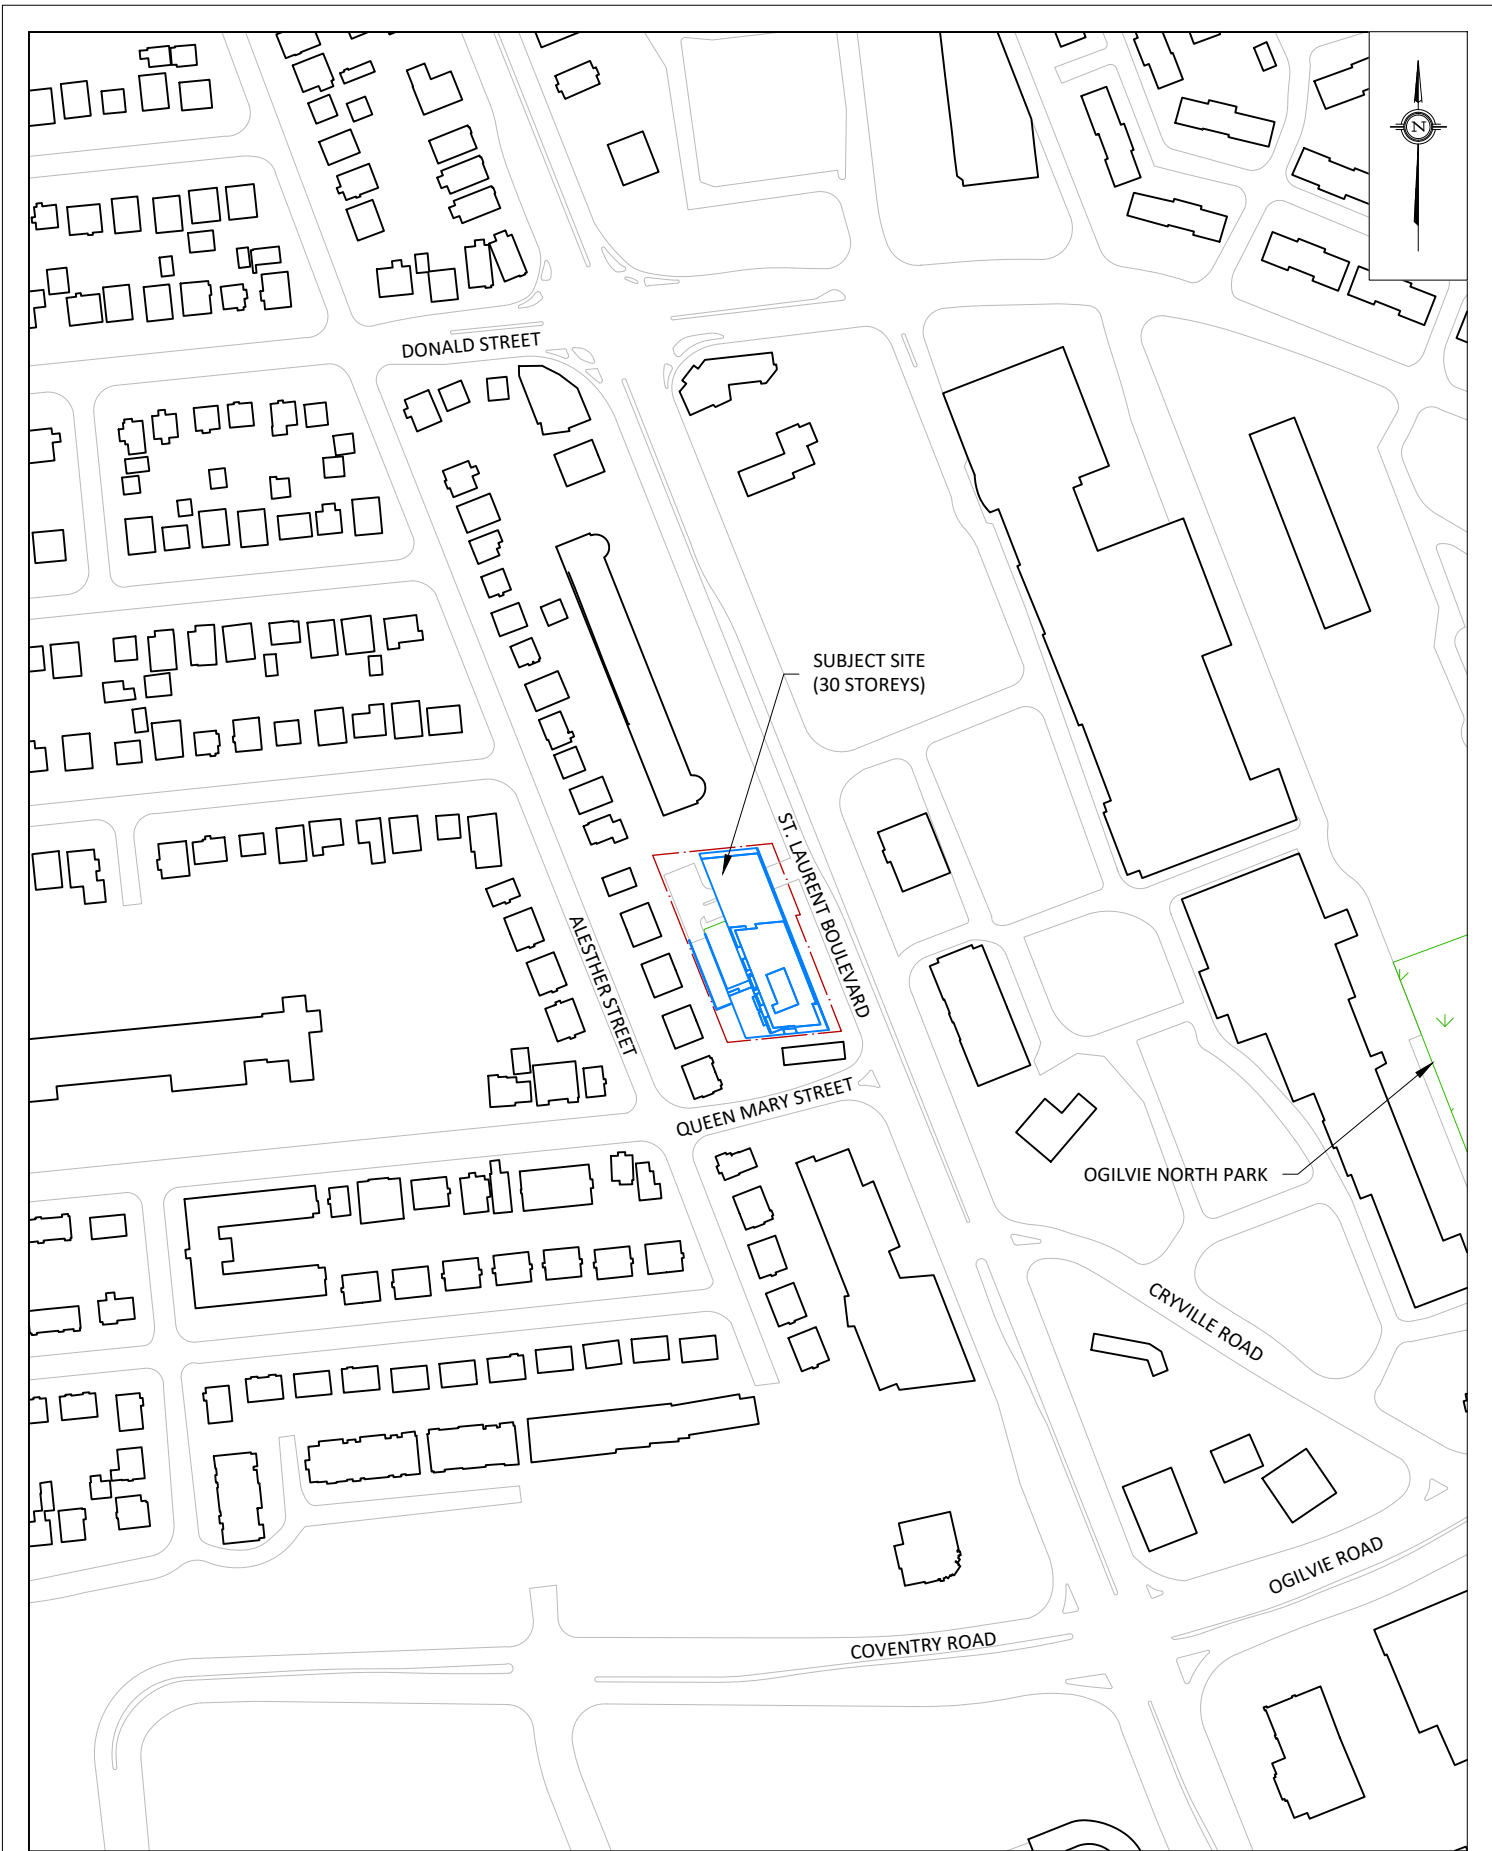 N
DONALD STREET
SUBJECT SITE
(30 STOREYS)
ST. LAURENT BOULEVARD
ALESTHER STREET
QUEEN MARY STREET
OGILVIE NORTH PARK
CRYVILLE ROAD
OGILVIE ROAD
COVENTRY ROAD